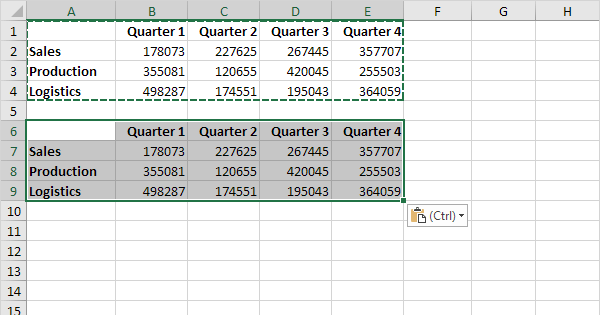 A B C D E F G H
1 Quarter 1 Quarter 2 Quarter 3 Quarter 4
2 Sales 178073 227625 267445 357707
3 Production 355081 120655 420045 255503
4 Logistics 498287 174551 195043 364059
5
6 Quarter 1 Quarter 2 Quarter 3 Quarter 4
7 Sales 178073 227625 267445 357707
8 Production 355081 120655 420045 255503
9 Logistics 498287 174551 195043 364059
10 (Ctrl)
11
12
13
14
15